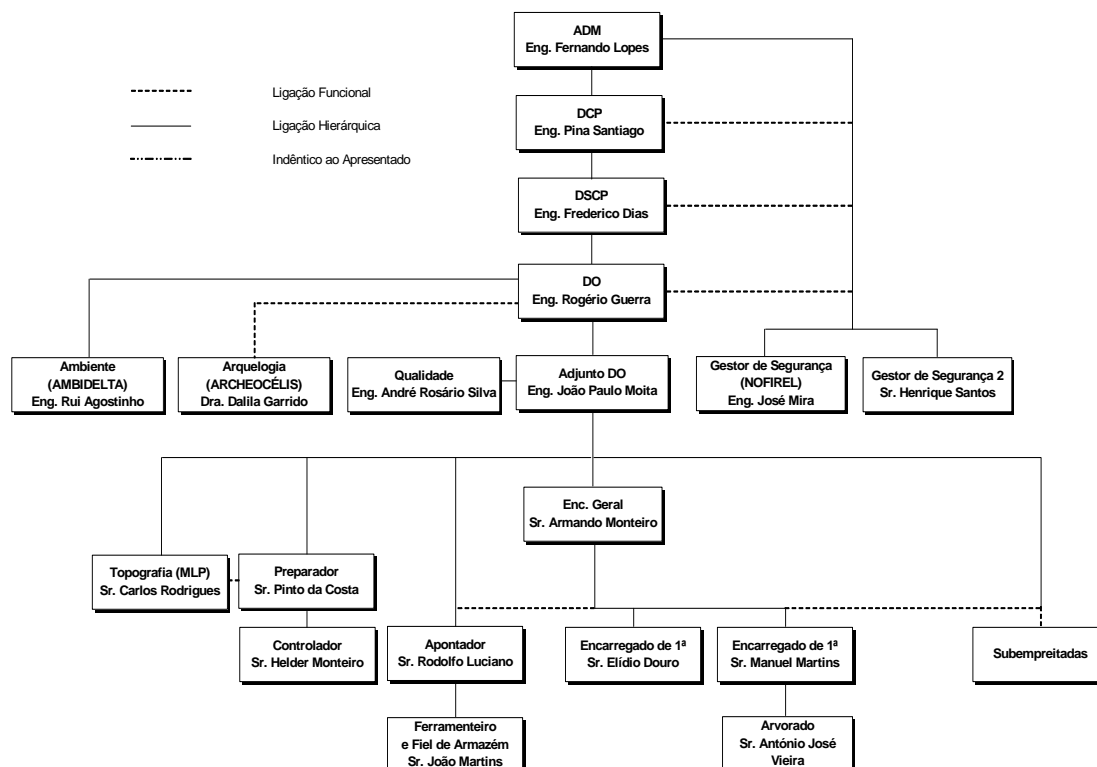 ADM
Eng. Fernando Lopes
Ligação Funcional
DCP
Eng. Pina Santiago
Ligação Hierárquica
Indêntico ao Apresentado
DSCP
Eng. Frederico Dias
DO
Eng. Rogério Guerra
Ambiente
(AMBIDELTA)
Eng. Rui Agostinho
Arquelogia
(ARCHEOCÉLIS)
Dra. Dalila Garrido
Qualidade
Eng. André Rosário Silva
Adjunto DO
Eng. João Paulo Moita
Gestor de Segurança
(NOFIREL)
Eng. José Mira
Gestor de Segurança 2
Sr. Henrique Santos
Enc. Geral
Sr. Armando Monteiro
Topografia (MLP)
Sr. Carlos Rodrigues
Preparador
Sr. Pinto da Costa
Controlador
Sr. Helder Monteiro
Apontador
Sr. Rodolfo Luciano
Encarregado de 1ª
Sr. Elídio Douro
Encarregado de 1ª
Sr. Manuel Martins
Subempreitadas
Ferramenteiro
e Fiel de Armazém
Sr. João Martins
Arvorado
Sr. António José
Vieira